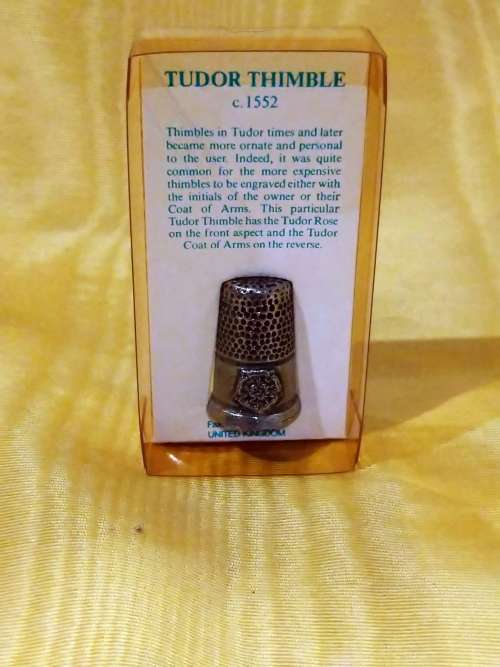 TUDOR THIMBLE
c. 1552
Thimbles in Tudor times and later
became more ornate and personal
to the user. Indeed, it was quite
common for the more expensive
thimbles to be engraved either with
the initials of the owner or their
Coat of Arms. This particular
Tudor Thimble has the Tudor Rose
on the front aspect and the Tudor
Coat of Arms on the reverse.
UNITED KINGDOM